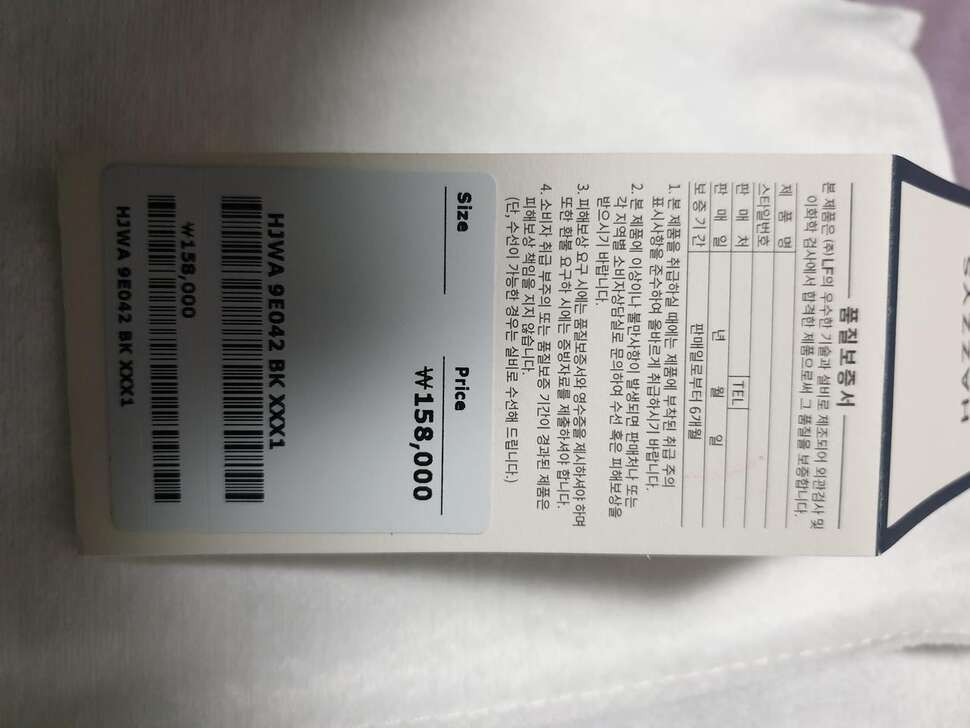 HAZZYS
품질보증서
본 제품은 (주) LF의 우수한 기술과 설비로 제조되어 외관검사 및
이화학 검사에서 합격한 제품으로써 그 품질을 보증합니다.
제 품 명
스타일번호
판 매 처 TEL
판 매 일 년 월 일
보증기간 판매일로부터 6개월
1. 본 제품을 취급하실 때에는 제품에 부착된 취급 주의
표시사항을 준수하여 올바르게 취급하시기 바랍니다.
2. 본 제품에 이상이나 불만사항이 발생되면 판매처나 또는
각 지역별 소비자상담실로 문의하여 수선 혹은 피해보상을
받으시기 바랍니다.
3. 피해보상 요구 시에는 품질보증서와 영수증을 제시하셔야 하며
또한 환불 요구하 시에는 증빙자료를 제출하셔야 합니다.
4. 소비자 취급 부주의 또는 품질보증 기간이 경과된 제품은
피해보상 책임을 지지 않습니다.
(단, 수선이 가능한 경우는 실비로 수선해 드립니다.)
Size Price
₩158,000
HJWA 9E042 BK XXX1
₩158,000
HJWA 9E042 BK XXX1